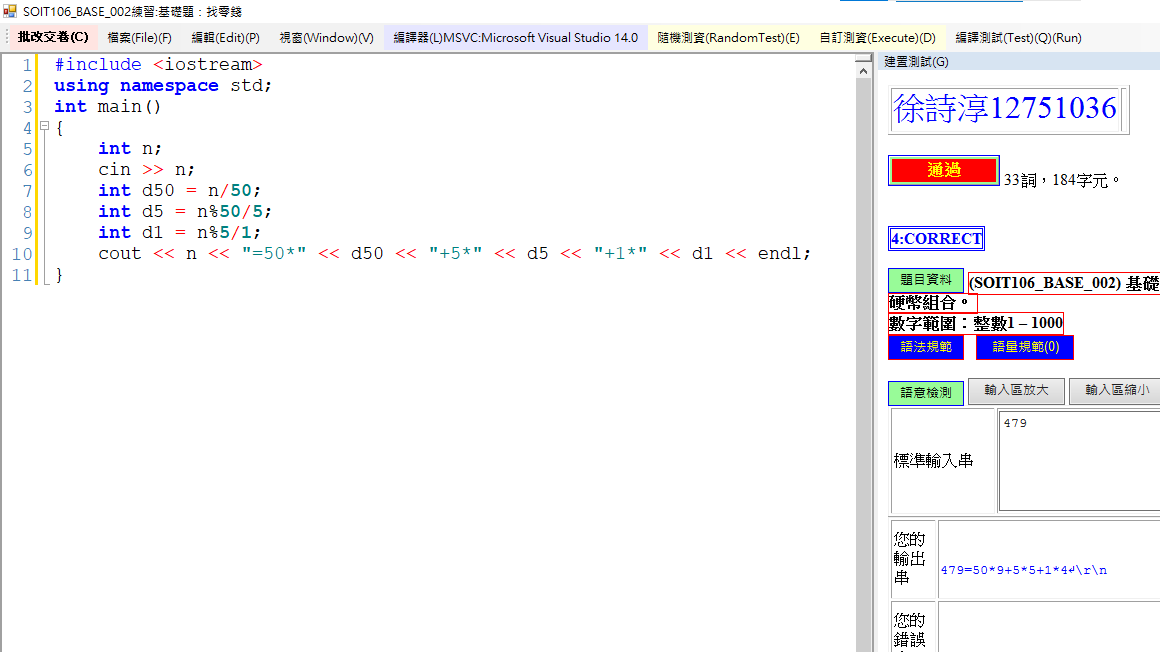 SOIT106_BASE_002練習:基礎題：找零錢
批改交卷(C) 檔案(File)(F) 編輯(Edit)(P) 視窗(Window)(V) 編譯器(L)MSVC:Microsoft Visual Studio 14.0 隨機測資(RandomTest)(E) 自訂測資(Execute)(D) 編譯測試(Test)(Q)(Run)
1 #include <iostream>
2 using namespace std;
3 int main()
4 {
5 int n;
6 cin >> n;
7 int d50 = n/50;
8 int d5 = n%50/5;
9 int d1 = n%5/1;
10 cout << n << "=50*" << d50 << "+5*" << d5 << "+1*" << d1 << endl;
11 }
建置測試(G)
徐詩淳12751036
通過 33詞，184字元。
4:CORRECT
題目資料 (SOIT106_BASE_002) 基礎
硬幣組合。
數字範圍：整數1 – 1000
語法規範 語量規範(0)
語意檢測 輸入區放大 輸入區縮小
標準輸入串
479
您的
輸出
串
479=50*9+5*5+1*4↵\r\n
您的
錯誤